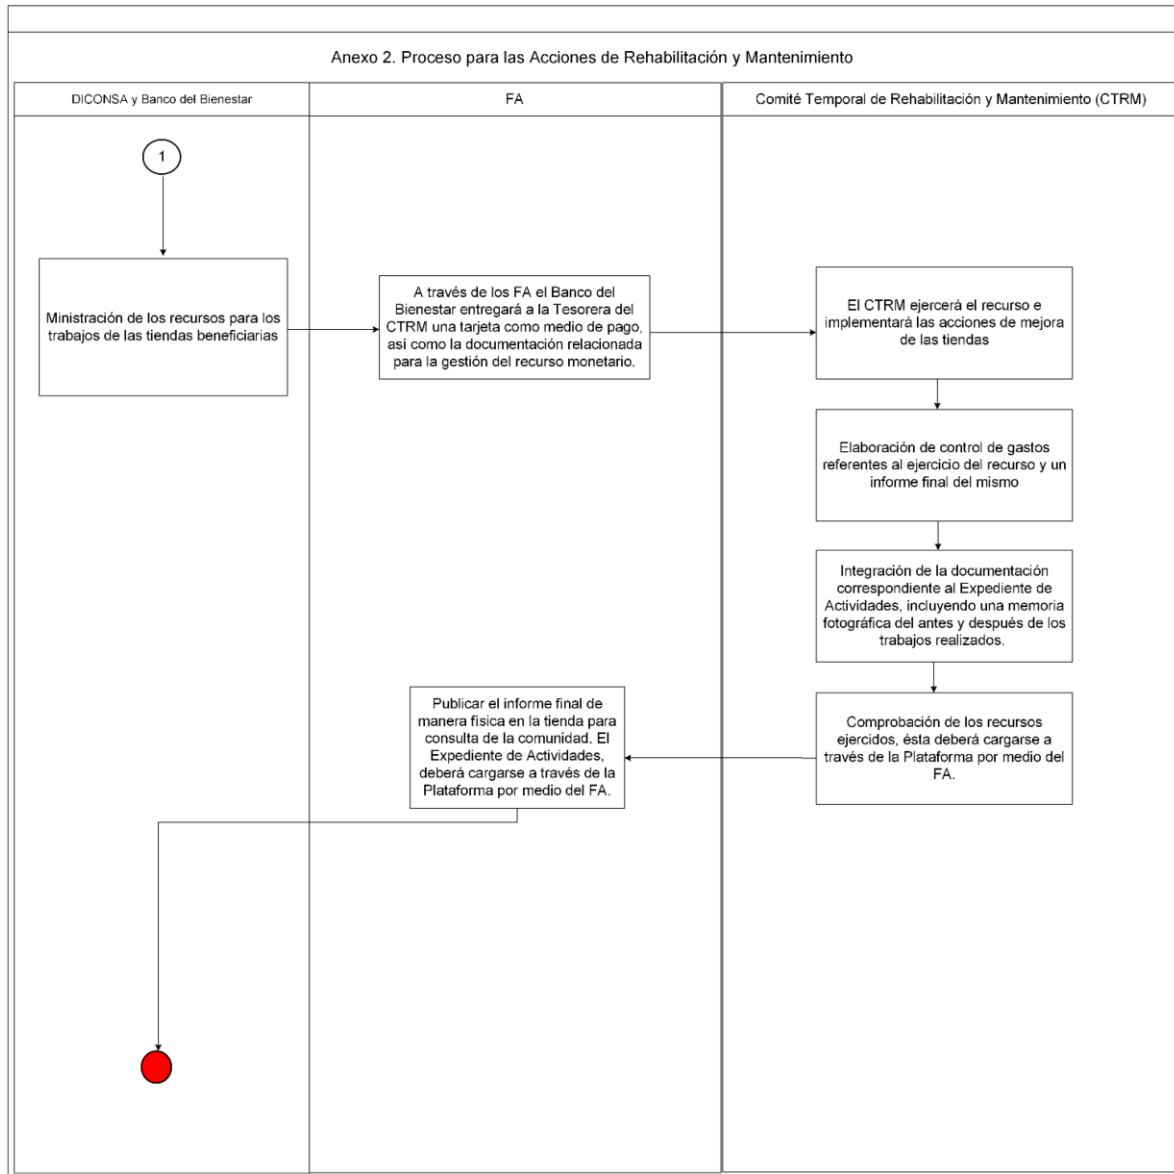 Anexo 2. Proceso para las Acciones de Rehabilitación y Mantenimiento
DICONSA y Banco del Bienestar
FA
Comité Temporal de Rehabilitación y Mantenimiento (CTRM)
1
Ministración de los recursos para los
trabajos de las tiendas beneficiarias
A través de los FA el Banco del
Bienestar entregará a la Tesorera del
CTRM una tarjeta como medio de pago,
así como la documentación relacionada
para la gestión del recurso monetario.
El CTRM ejercerá el recurso e
implementará las acciones de mejora
de las tiendas
Elaboración de control de gastos
referentes al ejercicio del recurso y un
informe final del mismo
Integración de la documentación
correspondiente al Expediente de
Actividades, incluyendo una memoria
fotográfica del antes y después de los
trabajos realizados.
Comprobación de los recursos
ejercidos, ésta deberá cargarse a
través de la Plataforma por medio del
FA.
Publicar el informe final de
manera física en la tienda para
consulta de la comunidad. El
Expediente de Actividades,
deberá cargarse a través de la
Plataforma por medio del FA.